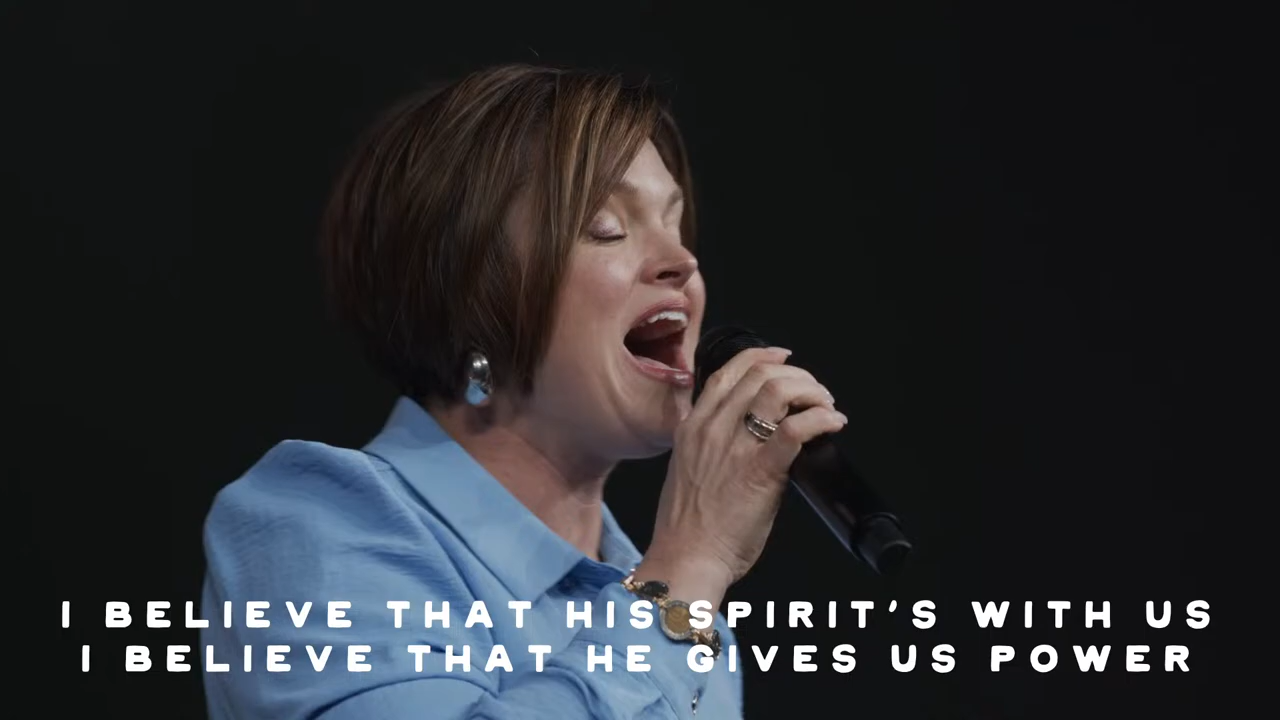 I BELIEVE THAT HIS SPIRIT'S WITH US
I BELIEVE THAT HE GIVES US POWER